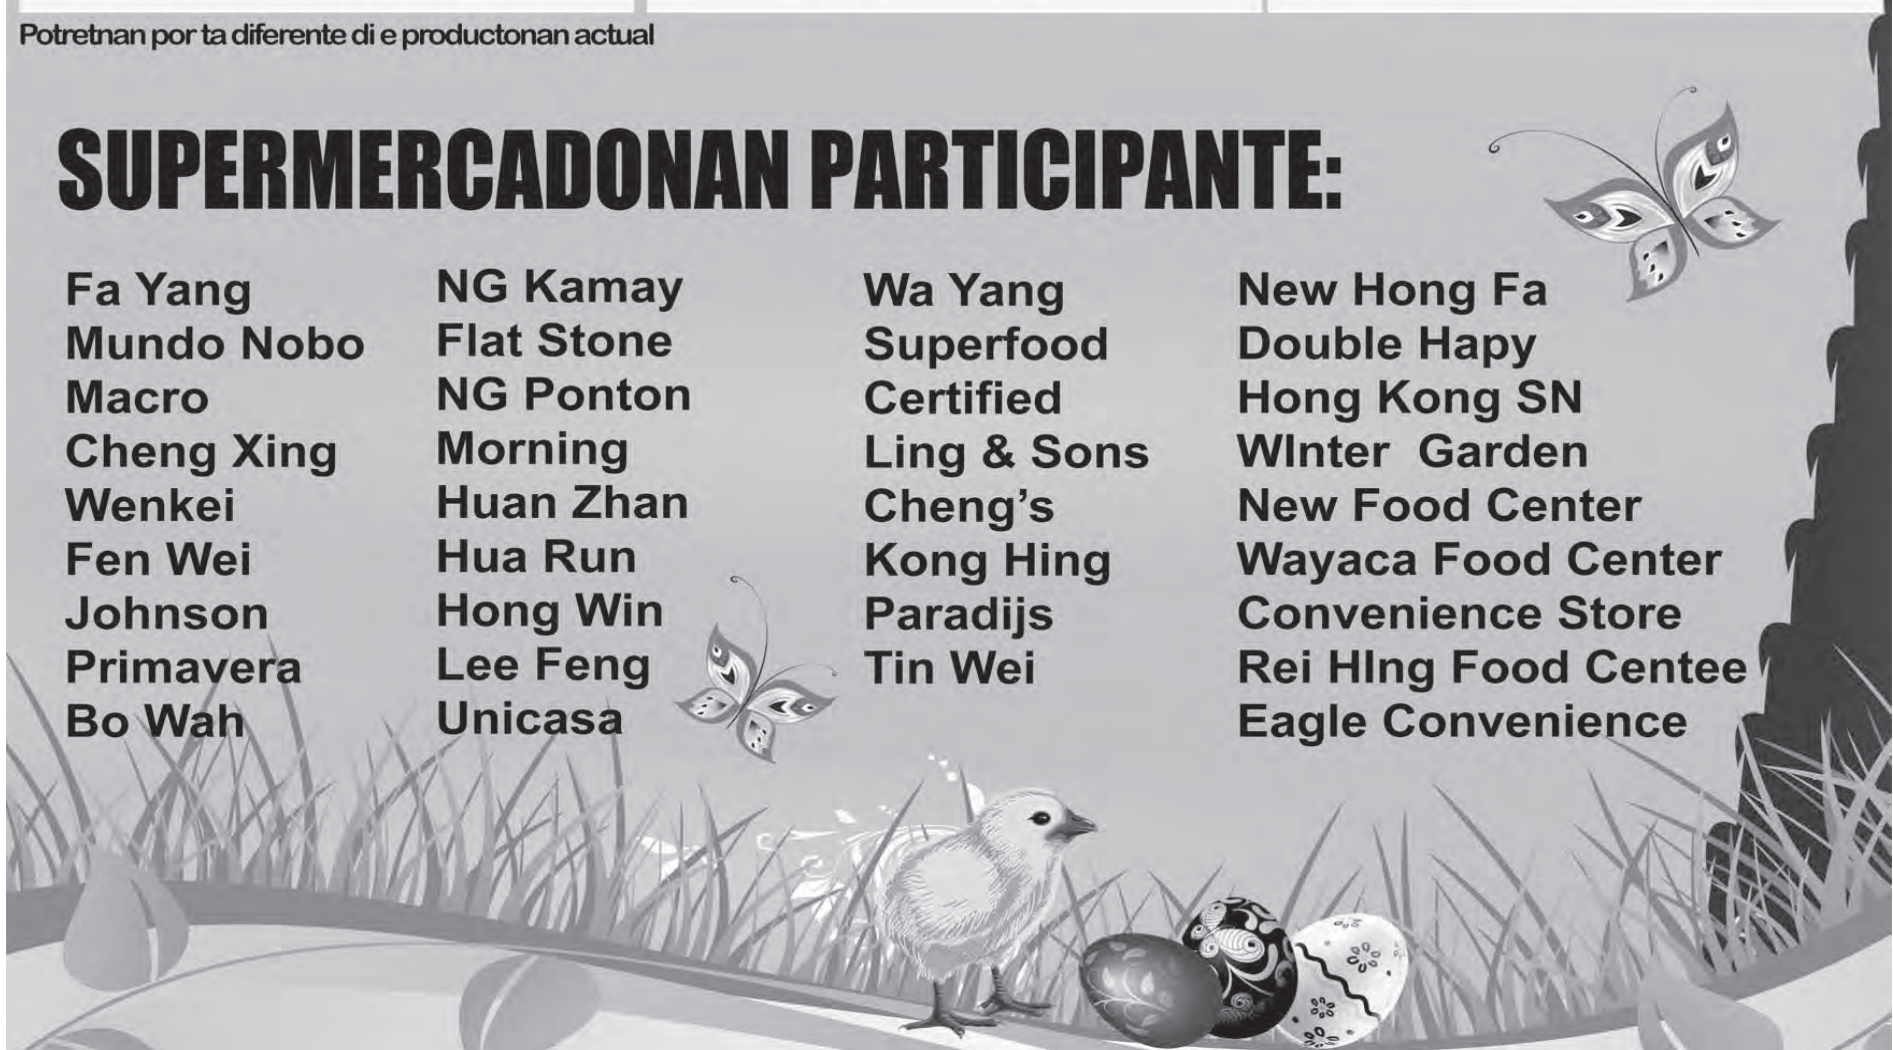 Potretnan por ta diferente di e productonan actual
SUPERMERCADONAN PARTICIPANTE:
Fa Yang
Mundo Nobo
Macro
Cheng Xing
Wenkei
Fen Wei
Johnson
Primavera
Bo Wah
NG Kamay
Flat Stone
NG Ponton
Morning
Huan Zhan
Hua Run
Hong Win
Lee Feng
Unicasa
Wa Yang
Superfood
Certified
Ling & Sons
Cheng’s
Kong Hing
Paradijs
Tin Wei
New Hong Fa
Double Hapy
Hong Kong SN
WInter Garden
New Food Center
Wayaca Food Center
Convenience Store
Rei HIng Food Centee
Eagle Convenience